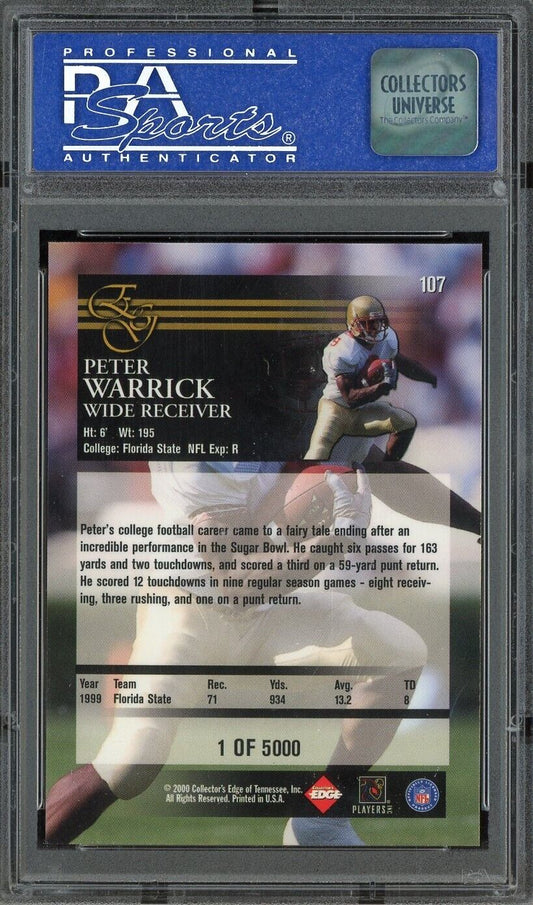 PROFESSIONAL
PSA
Sports®
AUTHENTICATOR
COLLECTORS
UNIVERSE
The Collectors Company™
107
PETER
WARRICK
WIDE RECEIVER
Ht: 6' Wt: 195
College: Florida State NFL Exp: R
Peter's college football career came to a fairy tale ending after an
incredible performance in the Sugar Bowl. He caught six passes for 163
yards and two touchdowns, and scored a third on a 59-yard punt return.
He scored 12 touchdowns in nine regular season games - eight receiv-
ing, three rushing, and one on a punt return.
Year Team Rec. Yds. Avg. TD
1999 Florida State 71 934 13.2 8
1 OF 5000
© 2000 Collector's Edge of Tennessee, Inc.
All Rights Reserved. Printed in U.S.A.
COLLECTOR'S
EDGE
PLAYERS INC
NFL